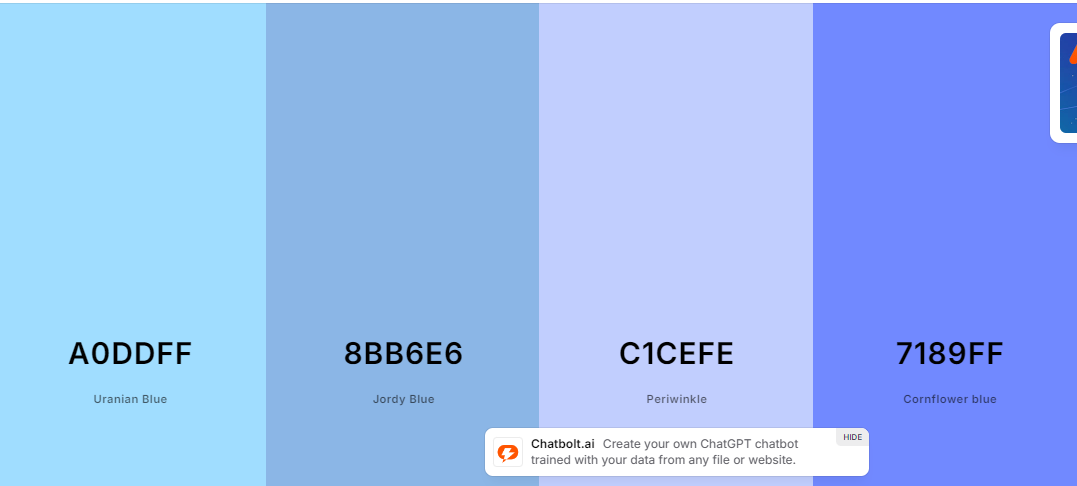 A0DDFF
Uranian Blue
8BB6E6
Jordy Blue
C1CEFE
Periwinkle
7189FF
Cornflower blue
Chatbolt.ai Create your own ChatGPT chatbot
trained with your data from any file or website.
HIDE